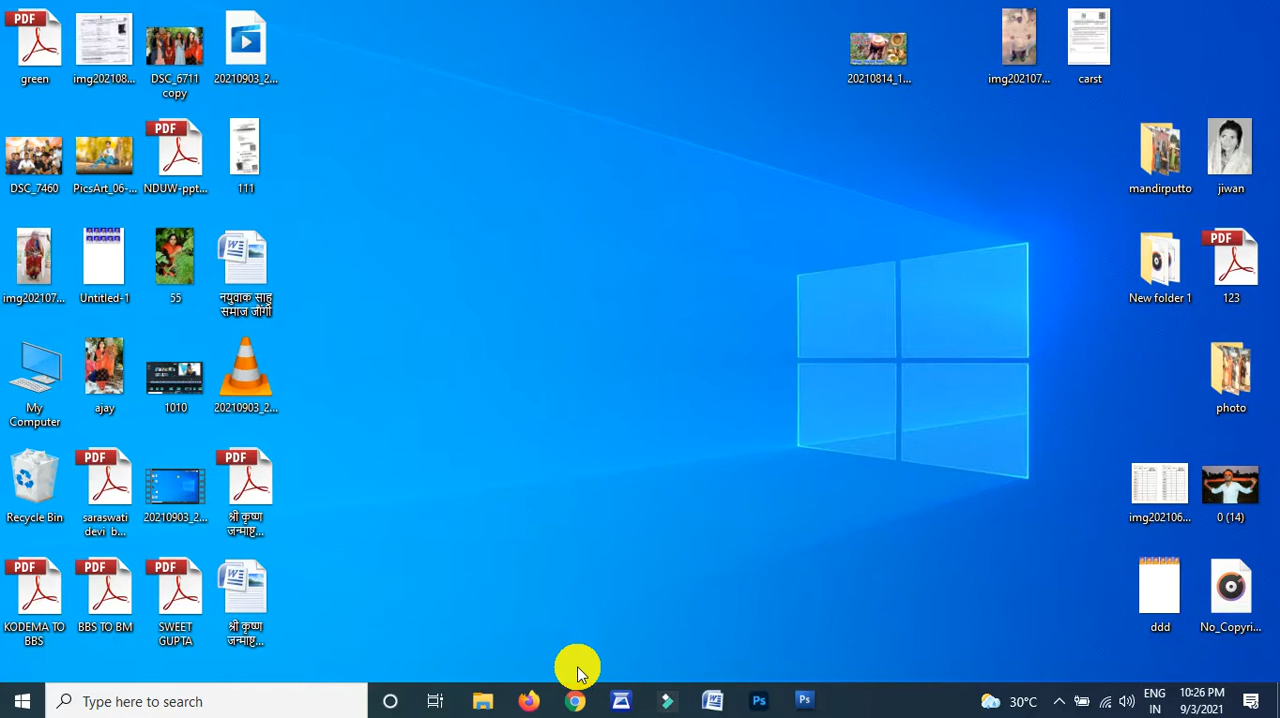 PDF
green
img202108...
DSC_6711
copy
20210903_2...
20210814_1...
img202107...
carst
DSC_7460
PicsArt_06-...
PDF
NDUW-ppt...
111
mandirputto
jiwan
img202107...
Untitled-1
55
नयुवाक साहु
समाज जौंगी
New folder 1
PDF
123
My
Computer
ajay
1010
20210903_2...
photo
Recycle Bin
PDF
saraswati
devi b...
20210903_2...
PDF
श्री कृष्ण
जन्माष्ट...
img202106...
0 (14)
PDF
KODEMA TO
BBS
PDF
BBS TO BM
PDF
SWEET
GUPTA
श्री कृष्ण
जन्माष्ट...
ddd
No_Copyri...
Type here to search
Ps
Ps
30°C
ENG
IN
10:26 PM
9/3/2021